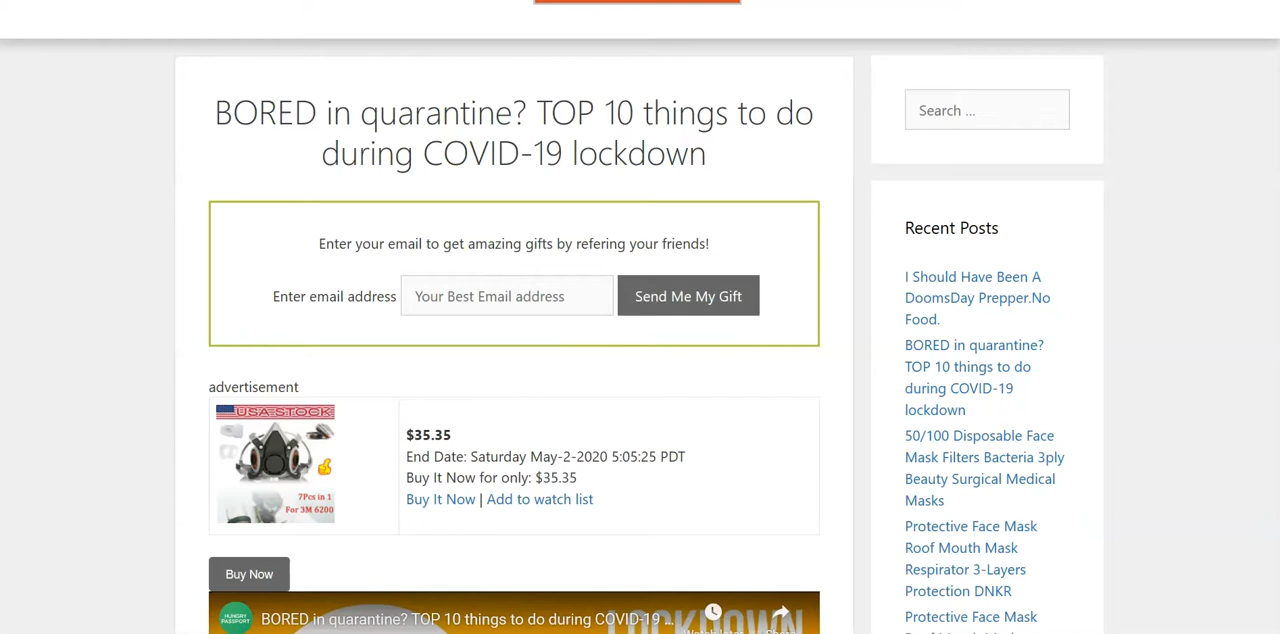 BORED in quarantine? TOP 10 things to do
during COVID-19 lockdown
Enter your email to get amazing gifts by refering your friends!
Enter email address
Your Best Email address
Send Me My Gift
advertisement
USA STOCK
7Pcs in 1
For 3M 6200
$35.35
End Date: Saturday May-2-2020 5:05:25 PDT
Buy It Now for only: $35.35
Buy It Now | Add to watch list
Buy Now
HUNGRY
PASSPORT
BORED in quarantine? TOP 10 things to do during COVID-19 ...
LOCKDOWN
Search ...
Recent Posts
I Should Have Been A
DoomsDay Prepper.No
Food.
BORED in quarantine?
TOP 10 things to do
during COVID-19
lockdown
50/100 Disposable Face
Mask Filters Bacteria 3ply
Beauty Surgical Medical
Masks
Protective Face Mask
Roof Mouth Mask
Respirator 3-Layers
Protection DNKR
Protective Face Mask